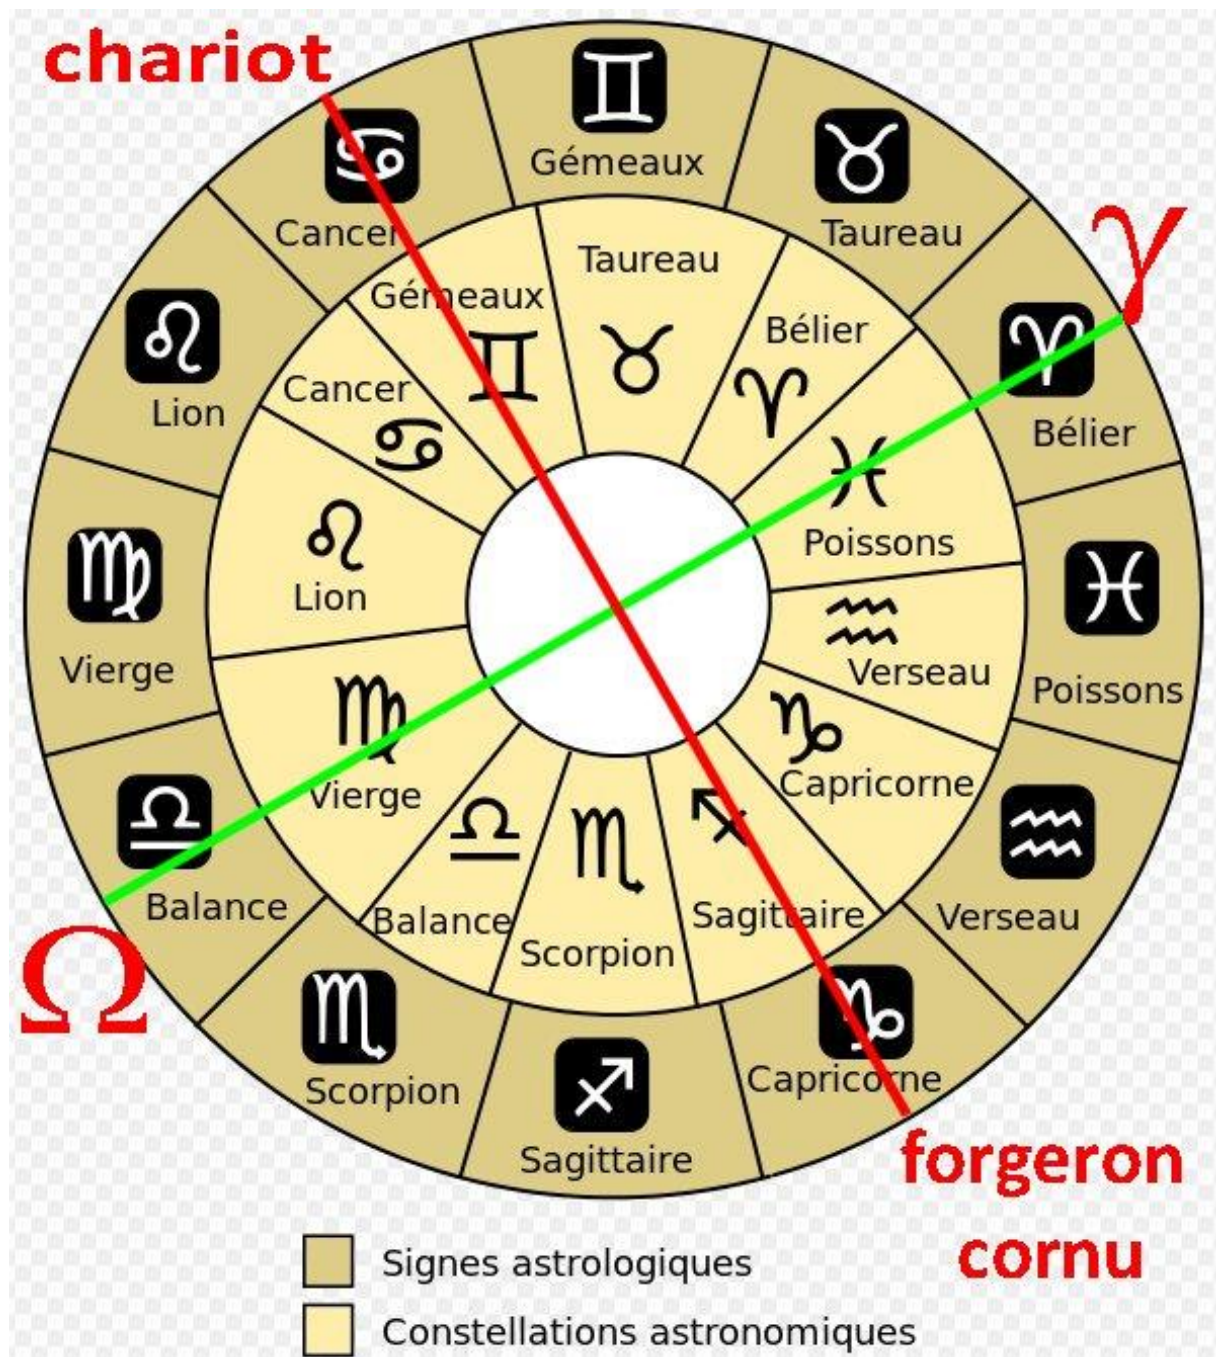 chariot
Gémeaux
Cancer
Taureau
γ
Taureau
Gémeaux
Bélier
Cancer
Lion
Bélier
Poissons
Lion
Vierge
Verseau
Poissons
Vierge
Capricorne
Balance
Balance
Sagittaire
Verseau
Scorpion
Ω
Scorpion
Capricorne
Sagittaire
forgeron
cornu
Signes astrologiques
Constellations astronomiques